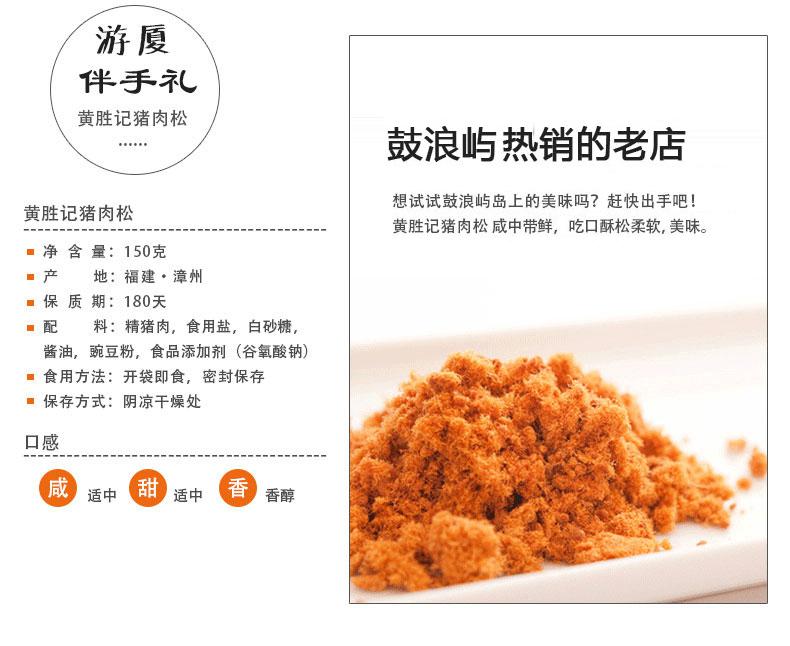 游厦
伴手礼
黄胜记猪肉松
......
黄胜记猪肉松
净 含 量：150克
产 地：福建·漳州
保 质 期：180天
配 料：精猪肉，食用盐，白砂糖，
酱油，豌豆粉，食品添加剂（谷氨酸钠）
食用方法：开袋即食，密封保存
保存方式：阴凉干燥处
口感
咸 适中 甜 适中 香 香醇
鼓浪屿热销的老店
想试试鼓浪屿岛上的美味吗？赶快出手吧！
黄胜记猪肉松 咸中带鲜，吃口酥松柔软，美味。